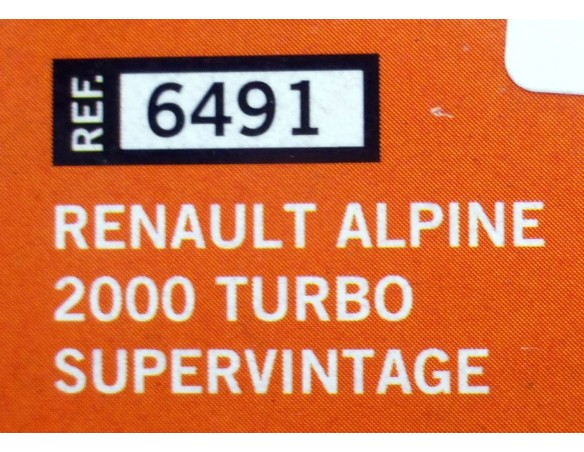 REF. 6491
RENAULT ALPINE
2000 TURBO
SUPERVINTAGE